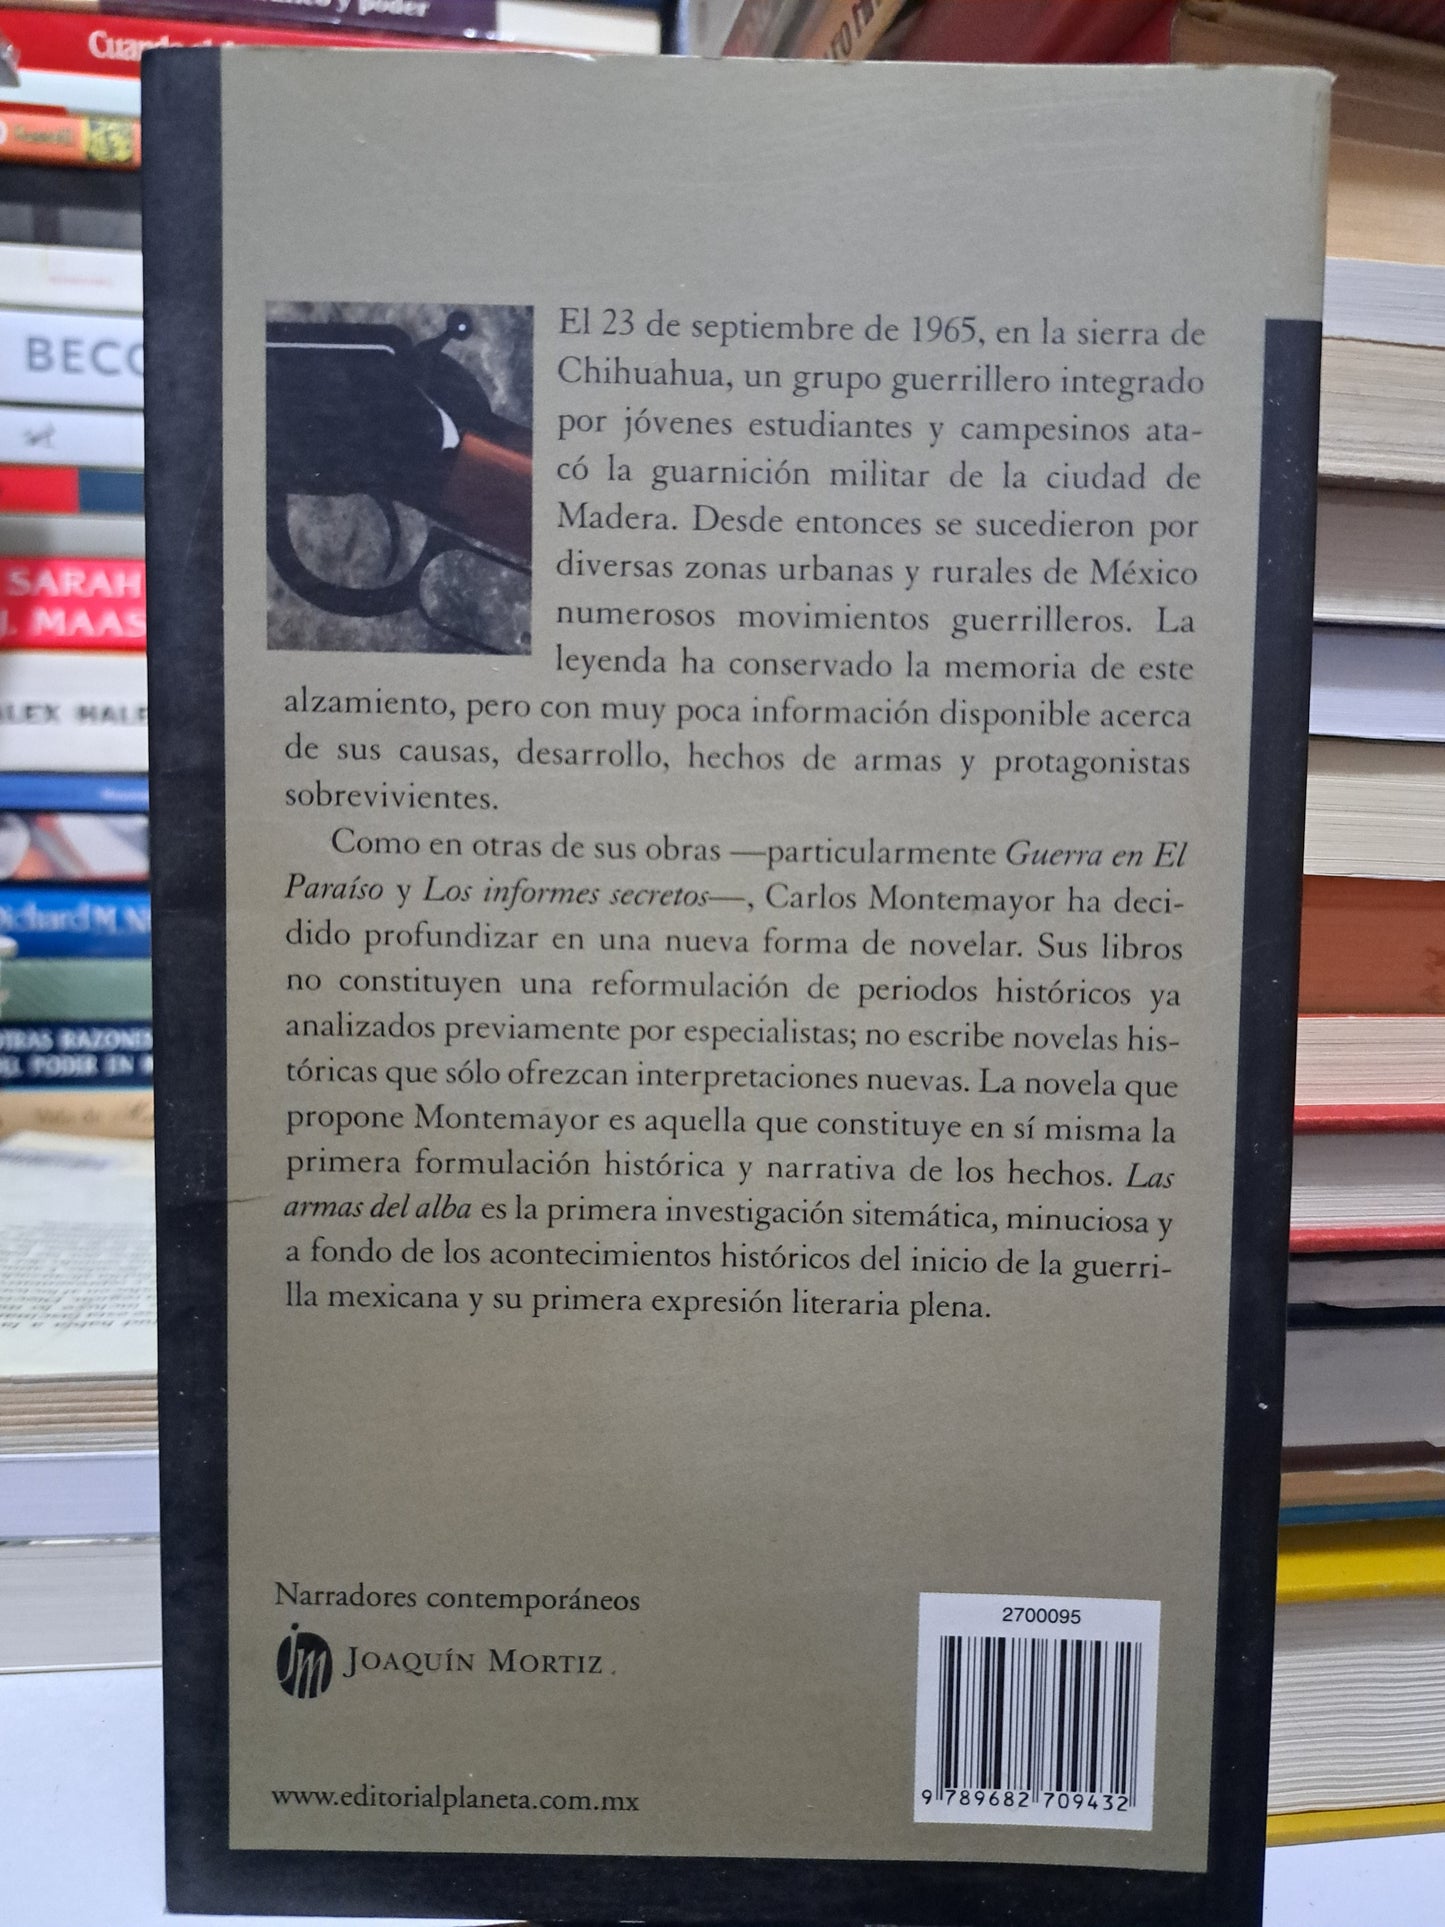 y poder
BECO
SARAH
J. MAAS
El 23 de septiembre de 1965, en la sierra de
Chihuahua, un grupo guerrillero integrado
por jóvenes estudiantes y campesinos ata-
có la guarnición militar de la ciudad de
Madera. Desde entonces se sucedieron por
diversas zonas urbanas y rurales de México
numerosos movimientos guerrilleros. La
leyenda ha conservado la memoria de este
alzamiento, pero con muy poca información disponible acerca
de sus causas, desarrollo, hechos de armas y protagonistas
sobrevivientes.
Como en otras de sus obras —particularmente Guerra en El
Paraíso y Los informes secretos—, Carlos Montemayor ha deci-
dido profundizar en una nueva forma de novelar. Sus libros
no constituyen una reformulación de periodos históricos ya
analizados previamente por especialistas; no escribe novelas his-
tóricas que sólo ofrezcan interpretaciones nuevas. La novela que
propone Montemayor es aquella que constituye en sí misma la
primera formulación histórica y narrativa de los hechos. Las
armas del alba es la primera investigación sitemática, minuciosa y
a fondo de los acontecimientos históricos del inicio de la guerri-
lla mexicana y su primera expresión literaria plena.
Narradores contemporáneos
jm JOAQUÍN MORTIZ
www.editorialplaneta.com.mx
2700095
9 789682 709432